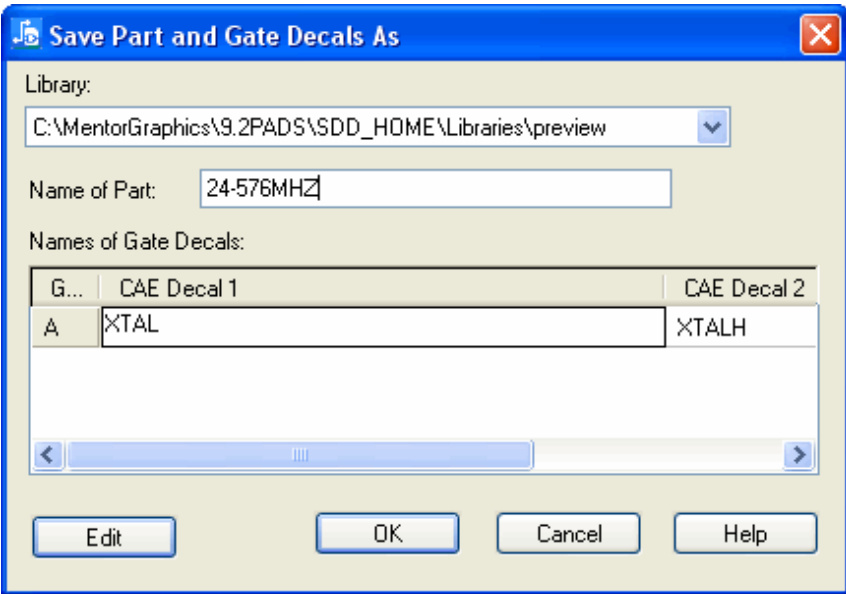 Save Part and Gate Decals As
Library:
C:\MentorGraphics\9.2PADS\SDD_HOME\Libraries\preview
Name of Part: 24-576MHZ
Names of Gate Decals:
G... CAE Decal 1 CAE Decal 2
A XTAL XTALH
Edit OK Cancel Help